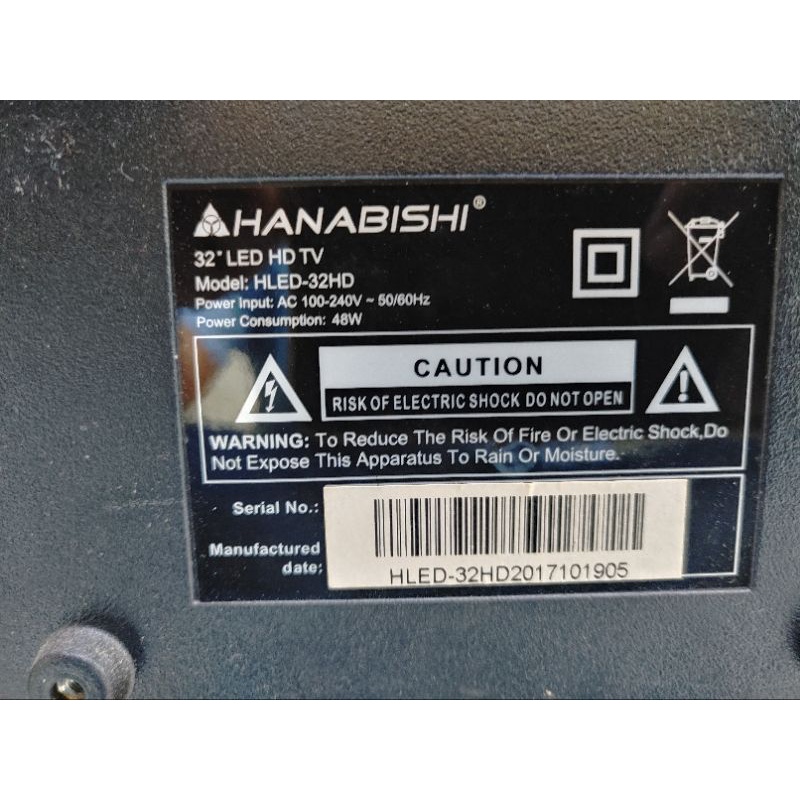 HANABISHI®
32" LED HD TV
Model: HLED-32HD
Power Input: AC 100-240V ~ 50/60Hz
Power Consumption: 48W
CAUTION
RISK OF ELECTRIC SHOCK DO NOT OPEN
WARNING: To Reduce The Risk Of Fire Or Electric Shock,Do
Not Expose This Apparatus To Rain Or Moisture.
Serial No.:
Manufactured
date:
HLED-32HD2017101905